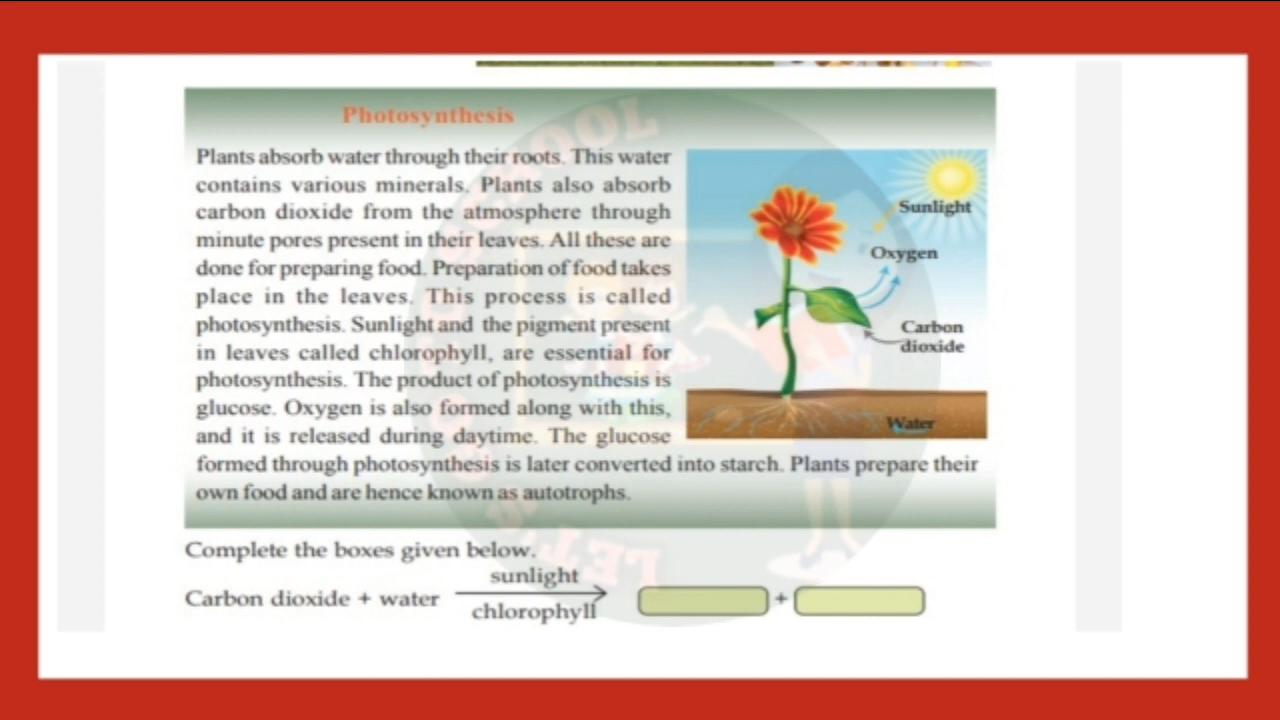 Photosynthesis
Plants absorb water through their roots. This water
contains various minerals. Plants also absorb
carbon dioxide from the atmosphere through
minute pores present in their leaves. All these are
done for preparing food. Preparation of food takes
place in the leaves. This process is called
photosynthesis. Sunlight and the pigment present
in leaves called chlorophyll, are essential for
photosynthesis. The product of photosynthesis is
glucose. Oxygen is also formed along with this,
and it is released during daytime. The glucose
formed through photosynthesis is later converted into starch. Plants prepare their
own food and are hence known as autotrophs.
Sunlight
Oxygen
Carbon
dioxide
Water
Complete the boxes given below.
Carbon dioxide + water
sunlight
chlorophyll
+
SCHOOL
LET'S